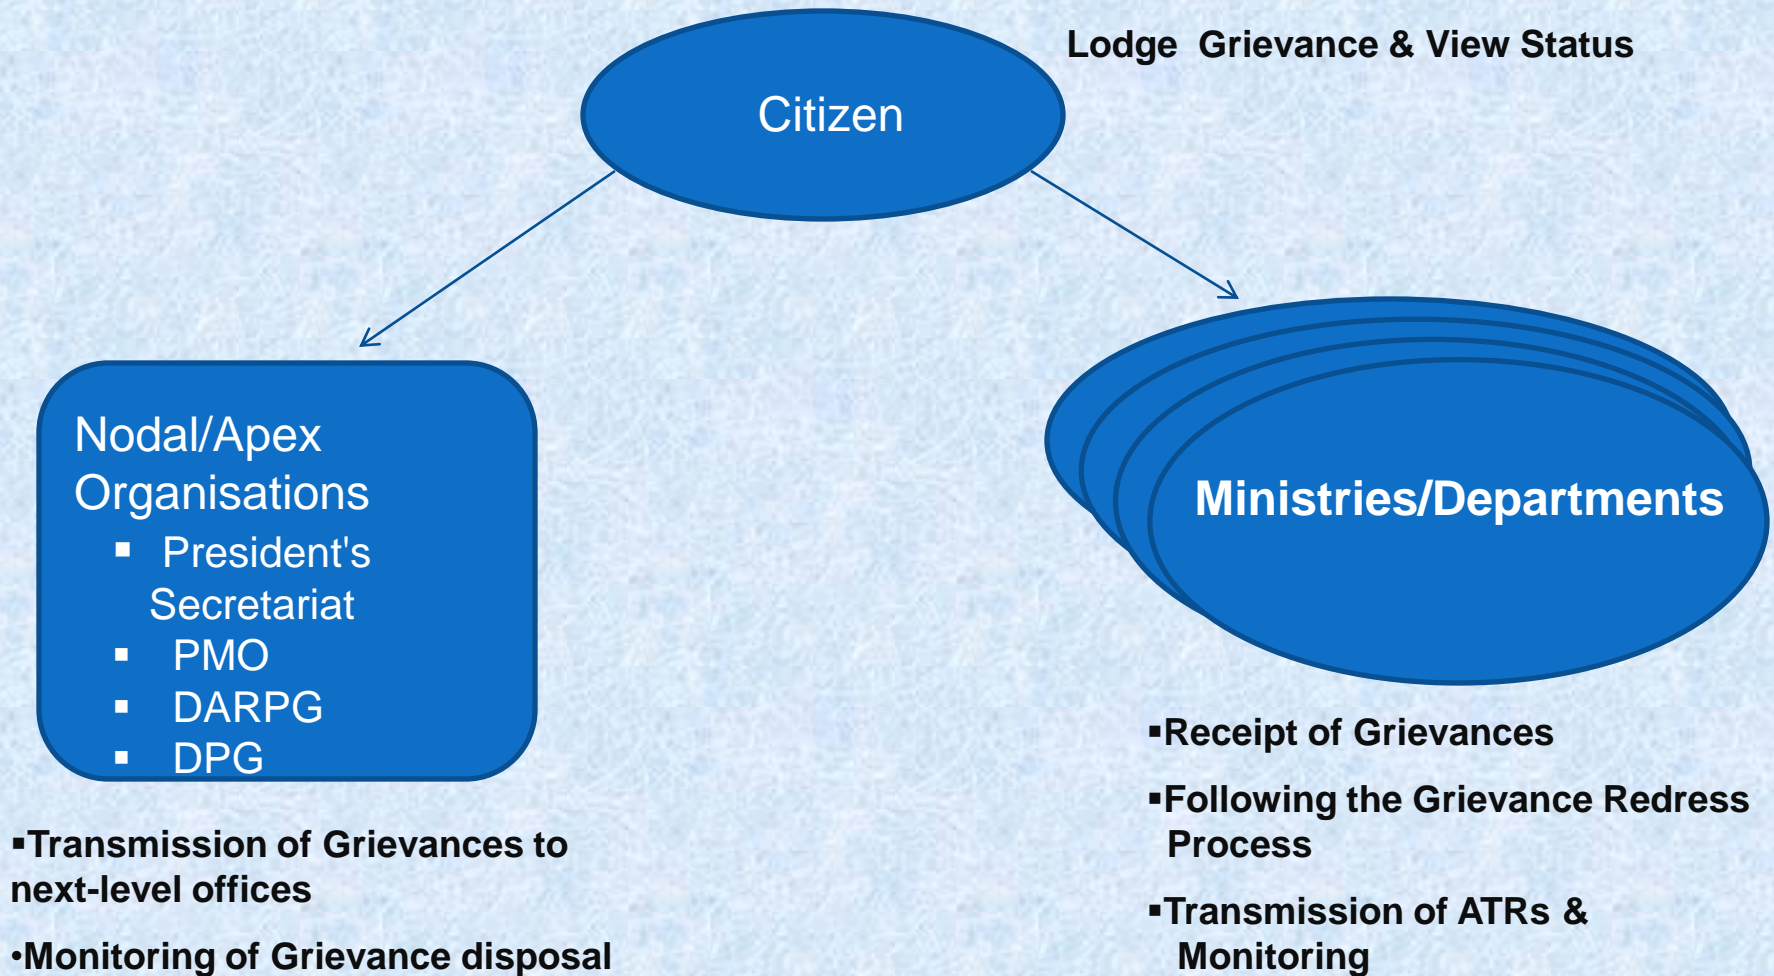 Lodge Grievance & View Status
Citizen
Nodal/Apex
Organisations
▪ President's
Secretariat
▪ PMO
▪ DARPG
▪ DPG
▪Transmission of Grievances to
next-level offices
•Monitoring of Grievance disposal
Ministries/Departments
▪Receipt of Grievances
▪Following the Grievance Redress
Process
▪Transmission of ATRs &
Monitoring